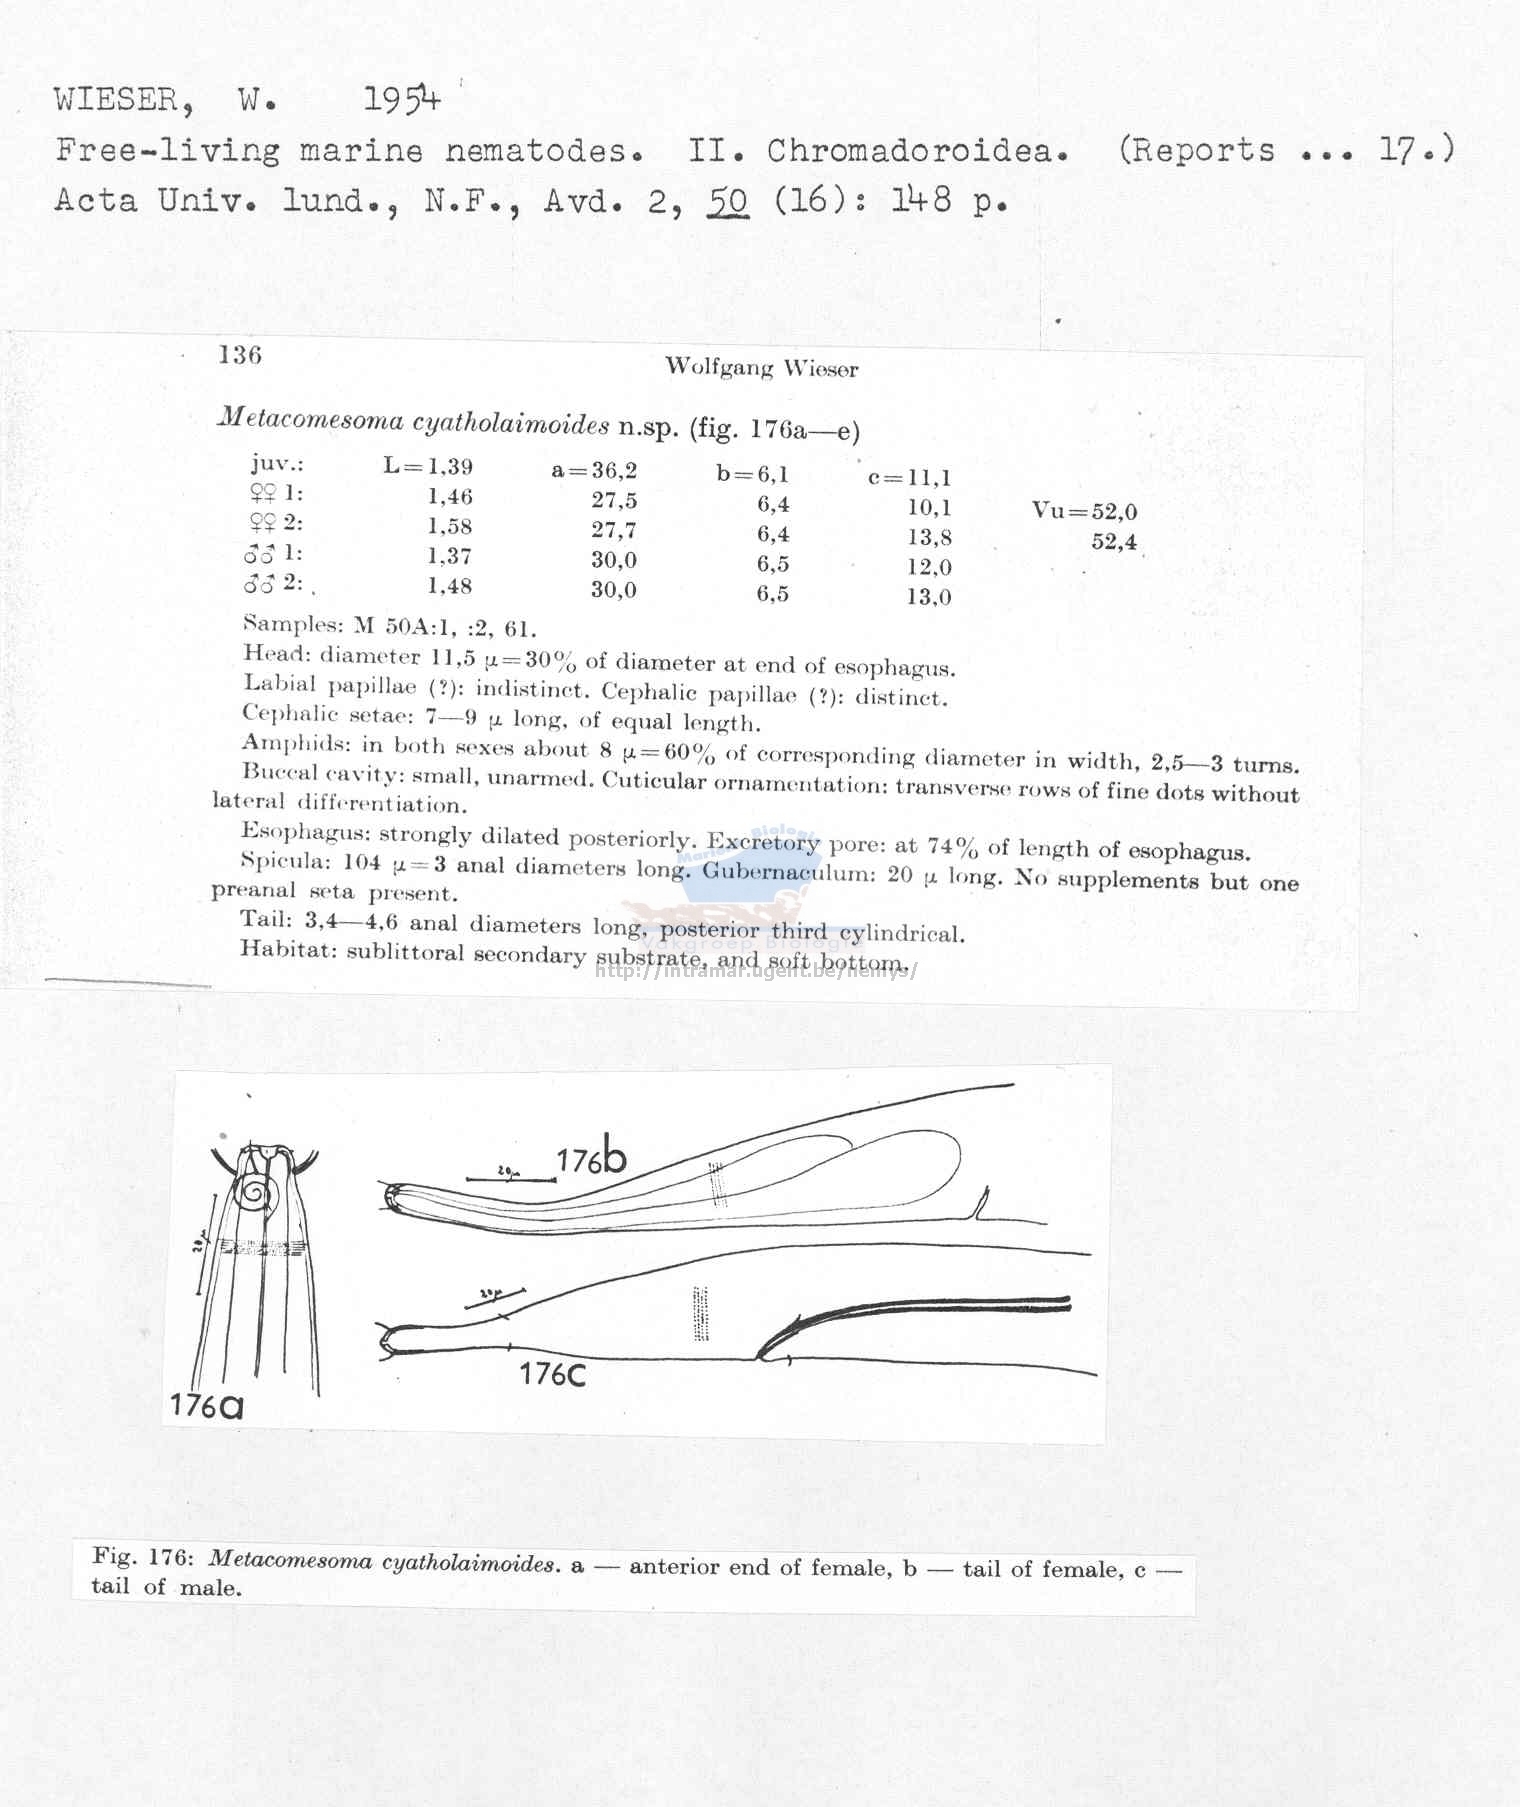 WIESER, W. 1954
Free-living marine nematodes. II. Chromadoroidea. (Reports ... 17.)
Acta Univ. lund., N.F., Avd. 2, 50 (16): 148 p.
136 Wolfgang Wieser
Metacomesoma cyatholaimoides n.sp. (fig. 176a—e)
juv.: L=1,39 a=36,2 b=6,1 c=11,1
♀♀ 1: 1,46 27,5 6,4 10,1 Vu=52,0
♀♀ 2: 1,58 27,7 6,4 13,8 52,4
♂♂ 1: 1,37 30,0 6,5 12,0
♂♂ 2: 1,48 30,0 6,5 13,0
Samples: M 50A:1, :2, 61.
Head: diameter 11,5 μ=30% of diameter at end of esophagus.
Labial papillae (?): indistinct. Cephalic papillae (?): distinct.
Cephalic setae: 7—9 μ long, of equal length.
Amphids: in both sexes about 8 μ=60% of corresponding diameter in width, 2,5—3 turns.
Buccal cavity: small, unarmed. Cuticular ornamentation: transverse rows of fine dots without
lateral differentiation.
Esophagus: strongly dilated posteriorly. Excretory pore: at 74% of length of esophagus.
Spicula: 104 μ=3 anal diameters long. Gubernaculum: 20 μ long. No supplements but one
preanal seta present.
Tail: 3,4—4,6 anal diameters long, posterior third cylindrical.
Habitat: sublittoral secondary substrate, and soft bottom.
Vakgroep Biologie
http://intramar.ugent.be/nemys/
20μ
176b
20μ
20μ
176c
176a
Fig. 176: Metacomesoma cyatholaimoides. a — anterior end of female, b — tail of female, c —
tail of male.